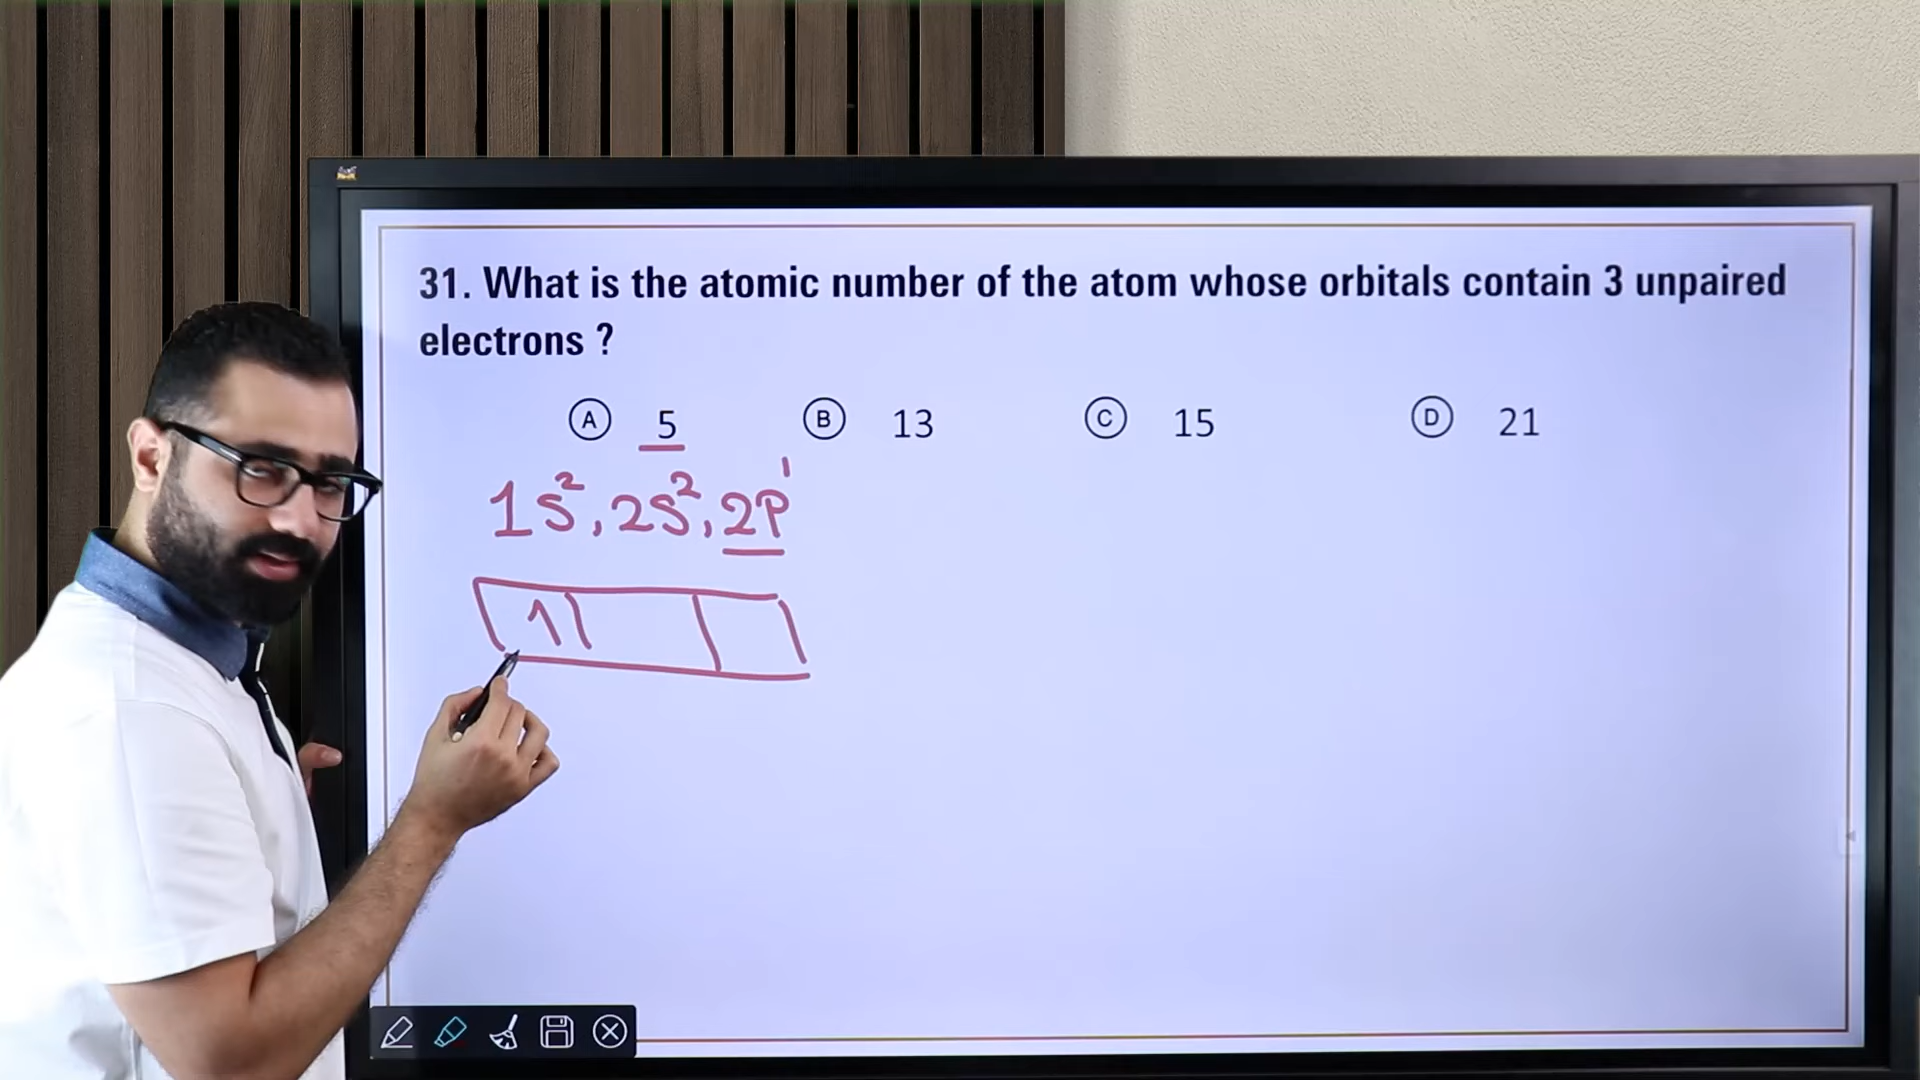 31. What is the atomic number of the atom whose orbitals contain 3 unpaired
electrons ?
A 5 B 13 C 15 D 21
1s², 2s², 2p¹
1